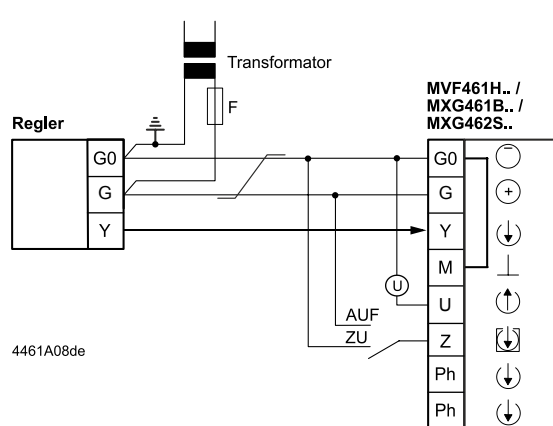 Transformator
F
MVF461H.. /
MXG461B.. /
MXG462S..
Regler
G0
G
Y
G0
G
Y
M
U
Z
Ph
Ph
U
AUF
ZU
4461A08de